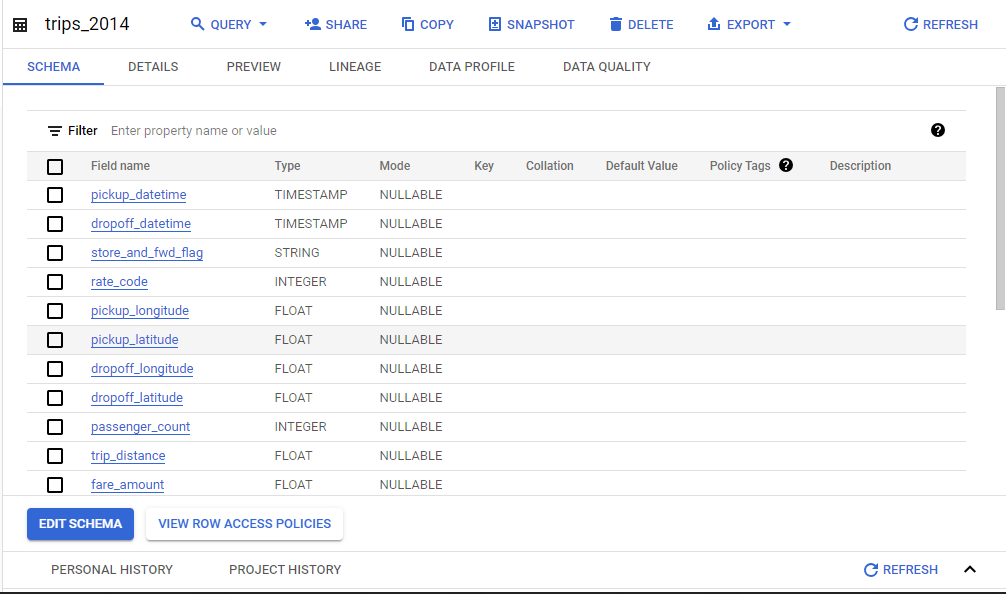 trips_2014 QUERY SHARE COPY SNAPSHOT DELETE EXPORT REFRESH
SCHEMA DETAILS PREVIEW LINEAGE DATA PROFILE DATA QUALITY
Filter Enter property name or value ?
Field name Type Mode Key Collation Default Value Policy Tags ? Description
pickup_datetime TIMESTAMP NULLABLE
dropoff_datetime TIMESTAMP NULLABLE
store_and_fwd_flag STRING NULLABLE
rate_code INTEGER NULLABLE
pickup_longitude FLOAT NULLABLE
pickup_latitude FLOAT NULLABLE
dropoff_longitude FLOAT NULLABLE
dropoff_latitude FLOAT NULLABLE
passenger_count INTEGER NULLABLE
trip_distance FLOAT NULLABLE
fare_amount FLOAT NULLABLE
EDIT SCHEMA VIEW ROW ACCESS POLICIES
PERSONAL HISTORY PROJECT HISTORY REFRESH